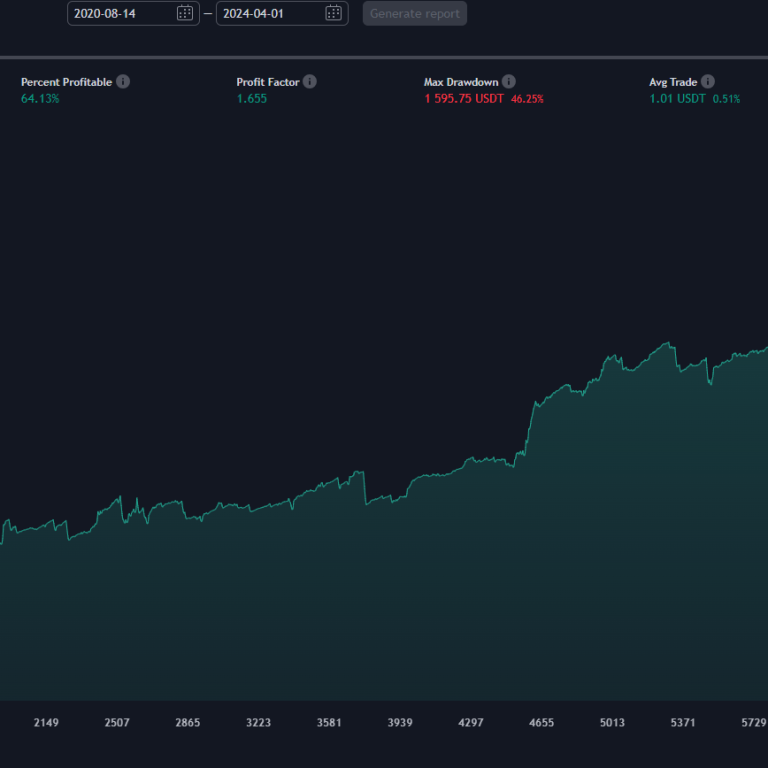 2020-08-14 — 2024-04-01 Generate report
Percent Profitable Profit Factor Max Drawdown Avg Trade
64.13% 1.655 1 595.75 USDT 46.25% 1.01 USDT 0.51%
2149 2507 2865 3223 3581 3939 4297 4655 5013 5371 5729